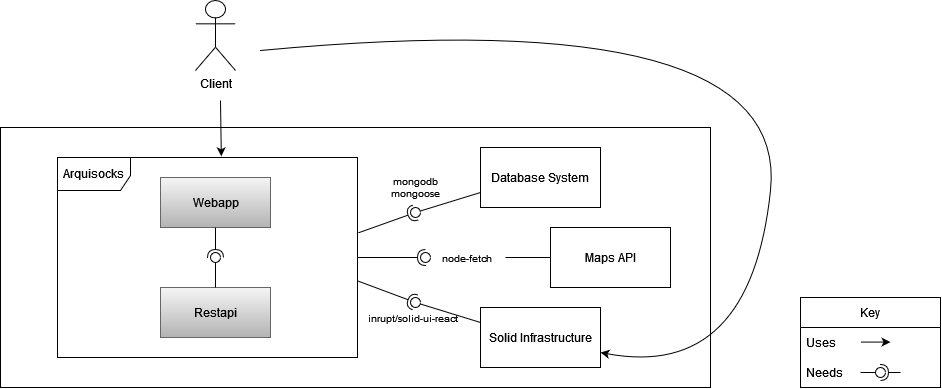 Client
Arquisocks
Webapp
Restapi
mongodb
mongoose
Database System
node-fetch
Maps API
inrupt/solid-ui-react
Solid Infrastructure
Key
Uses
Needs